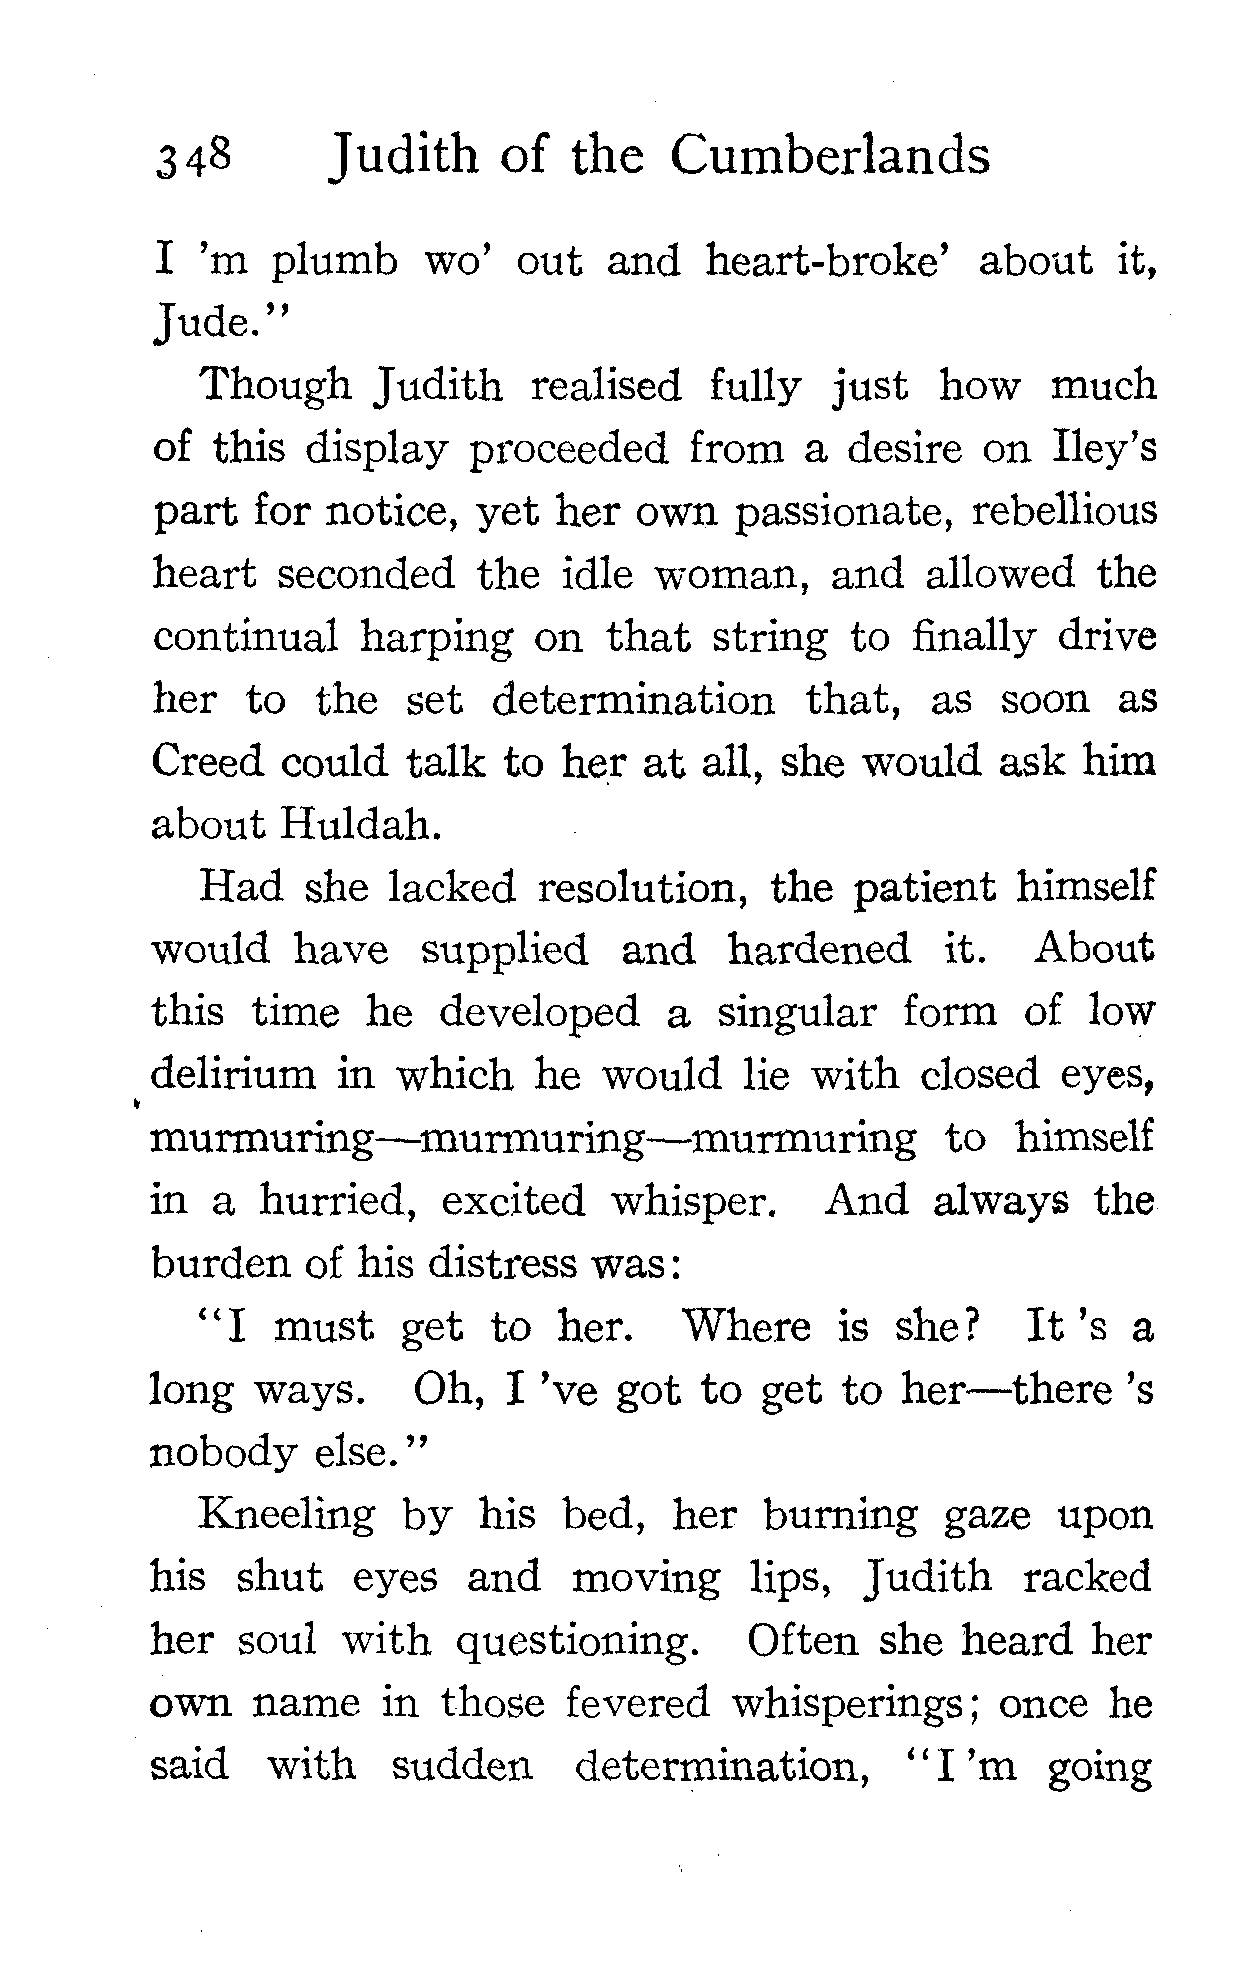 348 Judith of the Cumberlands
I 'm plumb wo' out and heart-broke' about it,
Jude."
Though Judith realised fully just how much
of this display proceeded from a desire on Iley's
part for notice, yet her own passionate, rebellious
heart seconded the idle woman, and allowed the
continual harping on that string to finally drive
her to the set determination that, as soon as
Creed could talk to her at all, she would ask him
about Huldah.
Had she lacked resolution, the patient himself
would have supplied and hardened it. About
this time he developed a singular form of low
delirium in which he would lie with closed eyes,
murmuring—murmuring—murmuring to himself
in a hurried, excited whisper. And always the
burden of his distress was:
"I must get to her. Where is she? It 's a
long ways. Oh, I 've got to get to her—there 's
nobody else."
Kneeling by his bed, her burning gaze upon
his shut eyes and moving lips, Judith racked
her soul with questioning. Often she heard her
own name in those fevered whisperings; once he
said with sudden determination, "I 'm going